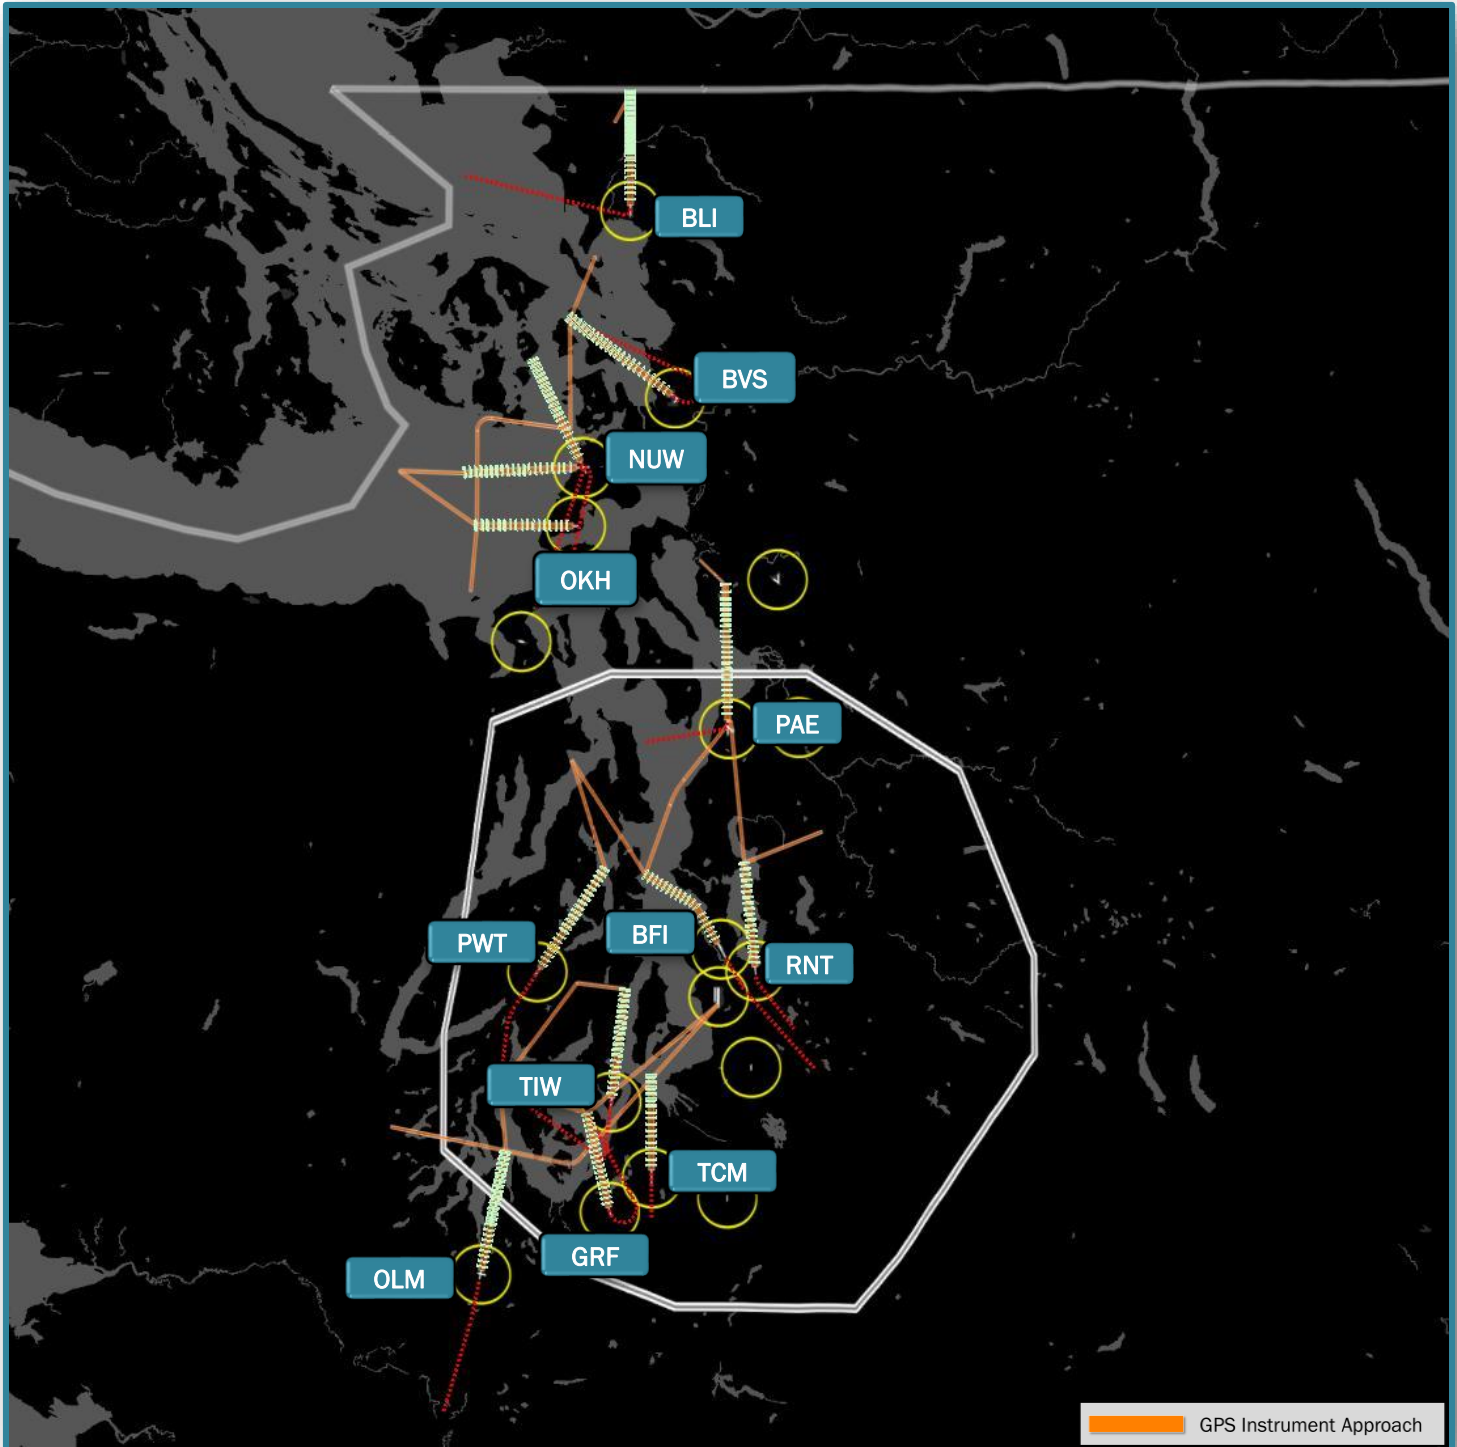 BLI
BVS
NUW
OKH
PAE
PWT
BFI
RNT
TIW
TCM
GRF
OLM
GPS Instrument Approach